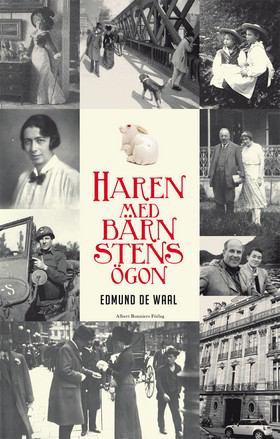 HAREN
MED
BÄRN
STENS
ÖGON
EDMUND DE WAAL
Albert Bonniers Förlag